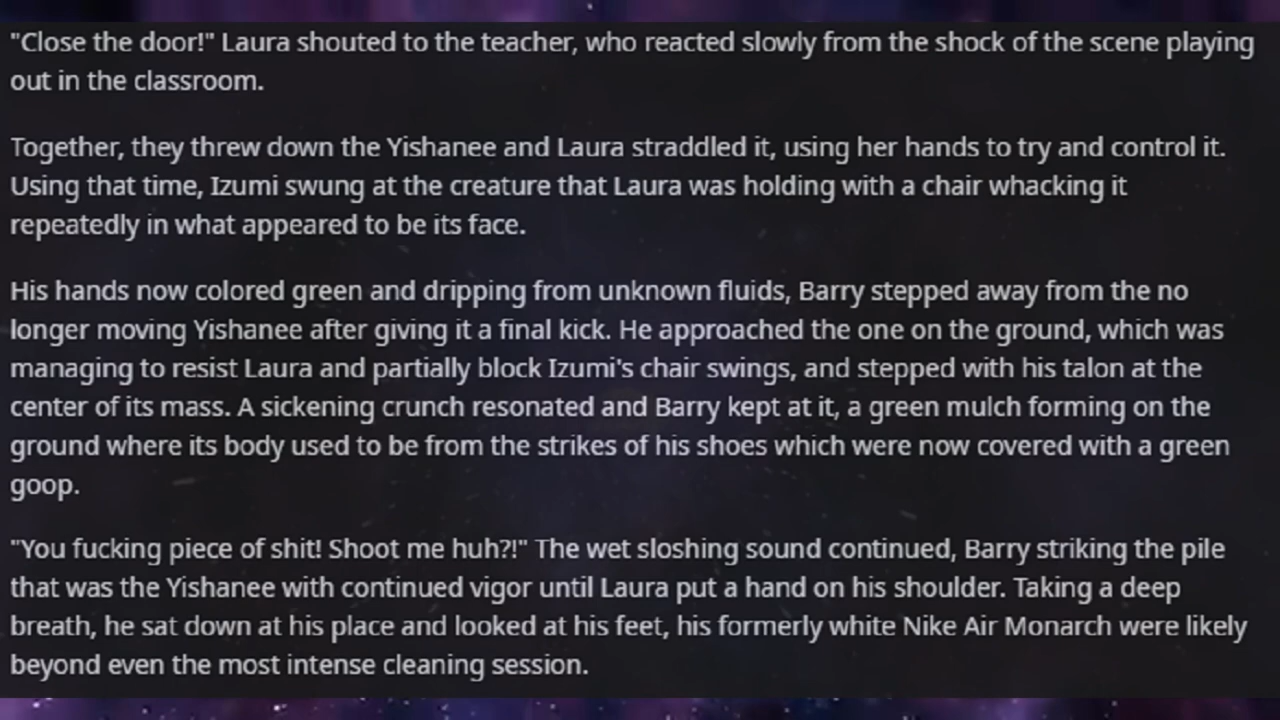 "Close the door!" Laura shouted to the teacher, who reacted slowly from the shock of the scene playing
out in the classroom.
Together, they threw down the Yishanee and Laura straddled it, using her hands to try and control it.
Using that time, Izumi swung at the creature that Laura was holding with a chair whacking it
repeatedly in what appeared to be its face.
His hands now colored green and dripping from unknown fluids, Barry stepped away from the no
longer moving Yishanee after giving it a final kick. He approached the one on the ground, which was
managing to resist Laura and partially block Izumi's chair swings, and stepped with his talon at the
center of its mass. A sickening crunch resonated and Barry kept at it, a green mulch forming on the
ground where its body used to be from the strikes of his shoes which were now covered with a green
goop.
"You fucking piece of shit! Shoot me huh?!" The wet sloshing sound continued, Barry striking the pile
that was the Yishanee with continued vigor until Laura put a hand on his shoulder. Taking a deep
breath, he sat down at his place and looked at his feet, his formerly white Nike Air Monarch were likely
beyond even the most intense cleaning session.